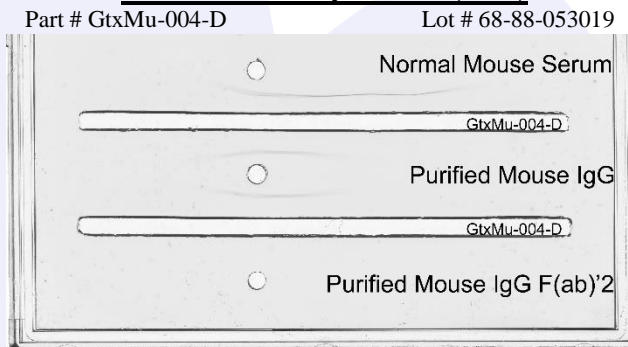 Part # GtxMu-004-D Lot # 68-88-053019
Normal Mouse Serum
GtxMu-004-D
Purified Mouse IgG
GtxMu-004-D
Purified Mouse IgG F(ab)'2